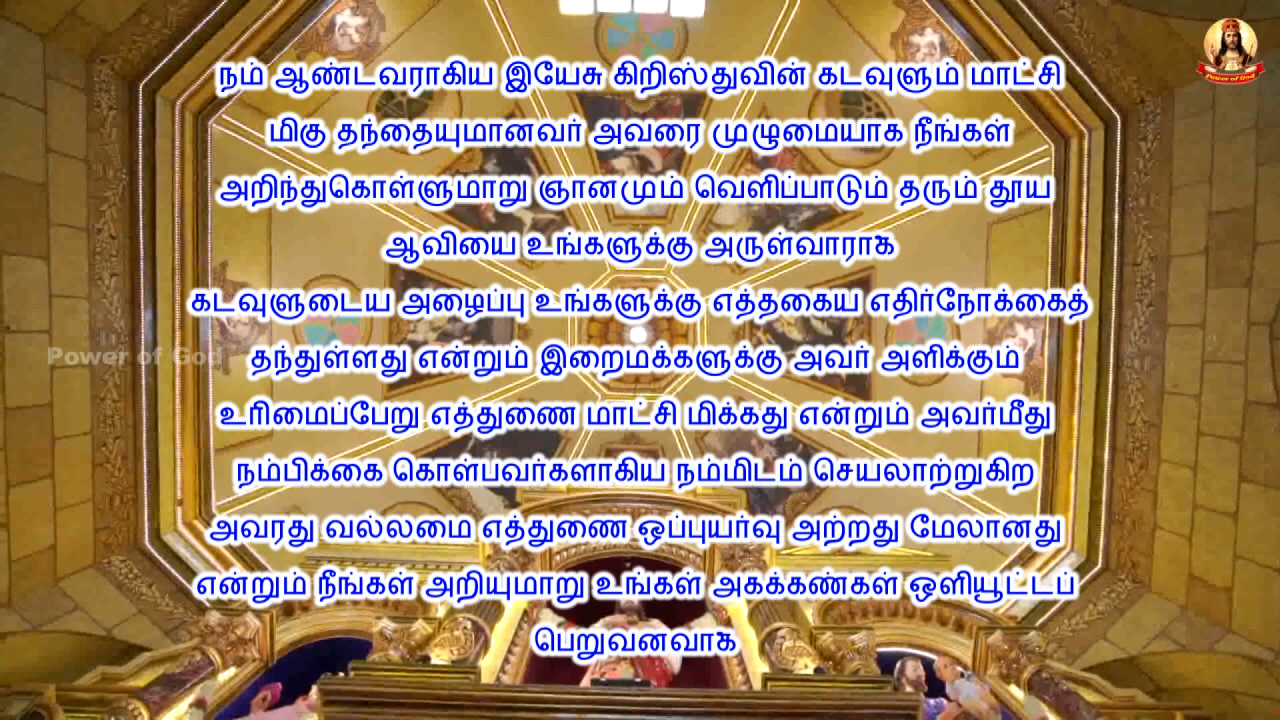 நம் ஆண்டவராகிய இயேசு கிறிஸ்துவின் கடவுளும் மாட்சி
மிகு தந்தையுமானவர் அவரை முழுமையாக நீங்கள்
அறிந்துகொள்ளுமாறு ஞானமும் வெளிப்பாடும் தரும் தூய
ஆவியை உங்களுக்கு அருள்வாராக
கடவுளுடைய அழைப்பு உங்களுக்கு எத்தகைய எதிர்நோக்கைத்
தந்துள்ளது என்றும் இறைமக்களுக்கு அவர் அளிக்கும்
உரிமைப்பேறு எத்துணை மாட்சி மிக்கது என்றும் அவர்மீது
நம்பிக்கை கொள்பவர்களாகிய நம்மிடம் செயலாற்றுகிற
அவரது வல்லமை எத்துணை ஒப்புயர்வு அற்றது மேலானது
என்றும் நீங்கள் அறியுமாறு உங்கள் அகக்கண்கள் ஒளியூட்டப்
பெறுவனவாக
Power of God
Power of God